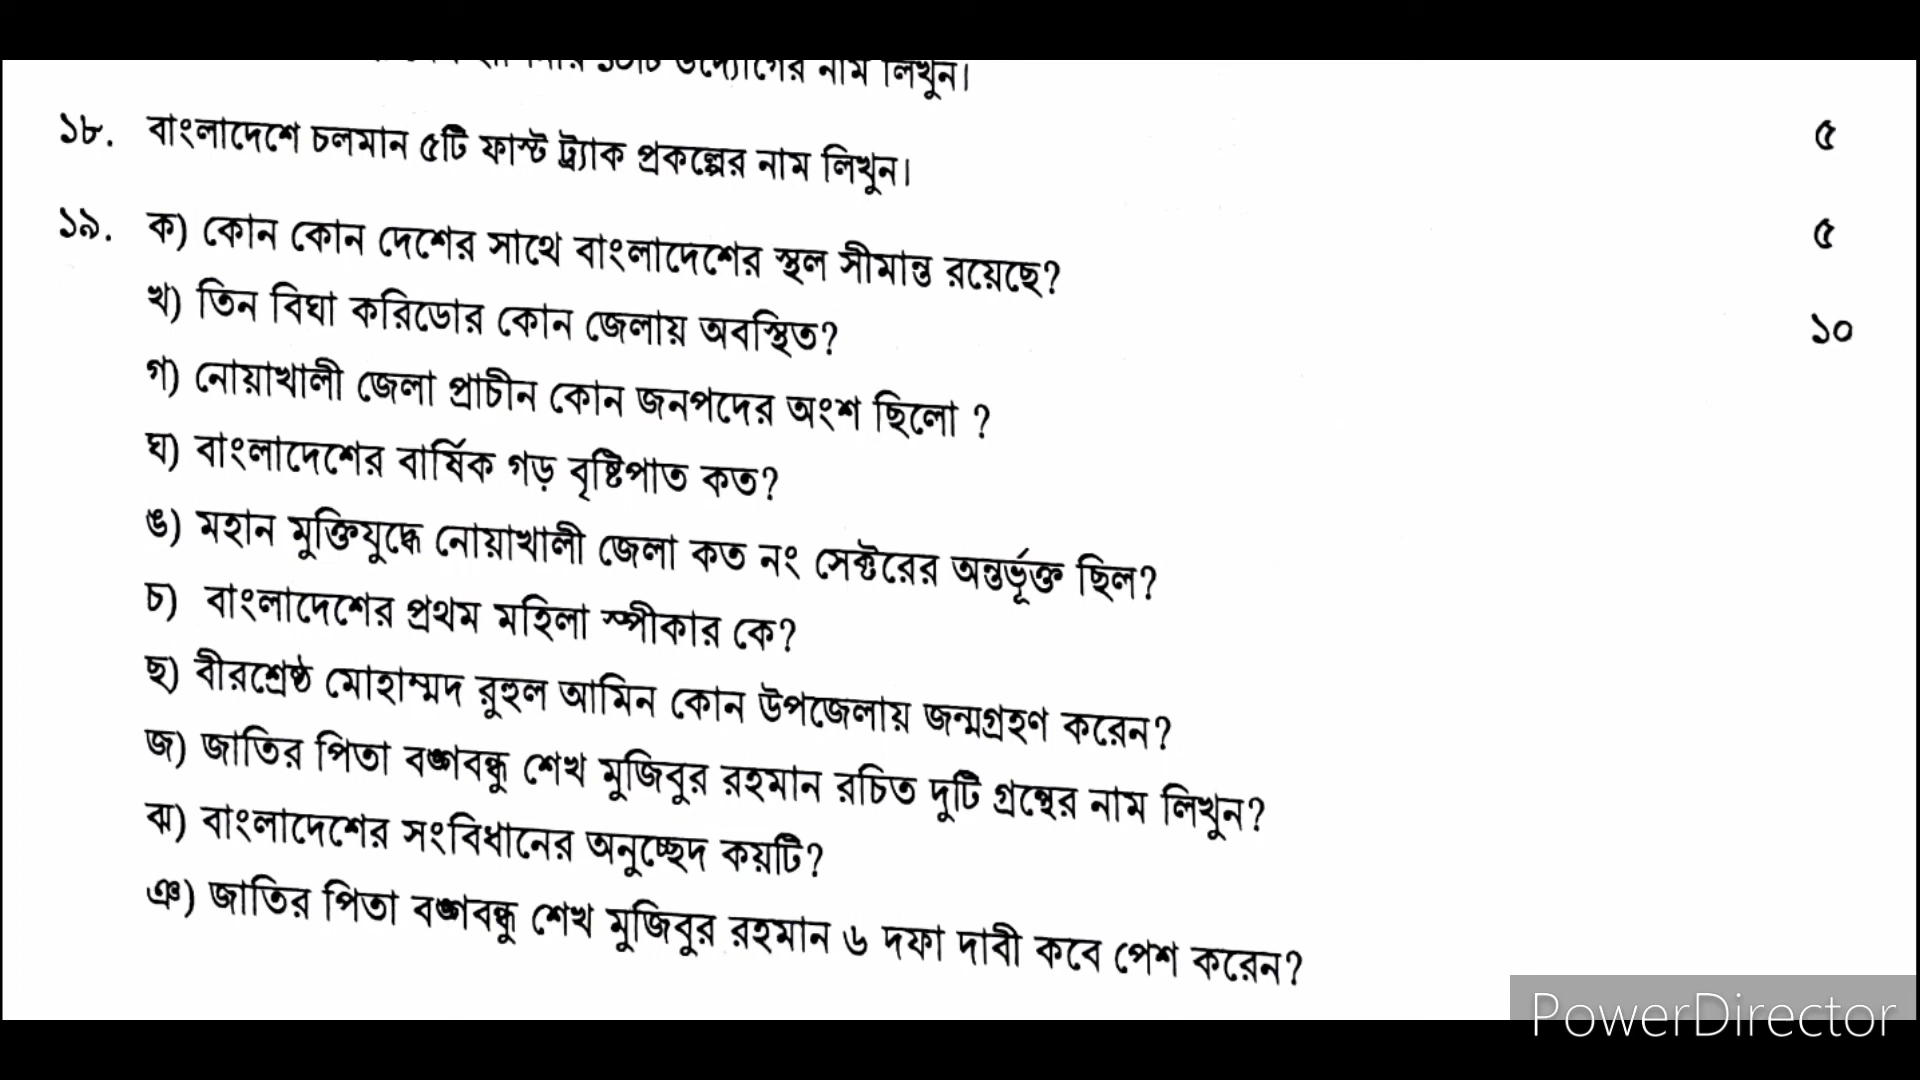 ১০টি উদ্যোগের নাম লিখুন।
১৮. বাংলাদেশে চলমান ৫টি ফাস্ট ট্র্যাক প্রকল্পের নাম লিখুন। ৫
১৯. ক) কোন কোন দেশের সাথে বাংলাদেশের স্থল সীমান্ত রয়েছে? ৫
খ) তিন বিঘা করিডোর কোন জেলায় অবস্থিত? ১০
গ) নোয়াখালী জেলা প্রাচীন কোন জনপদের অংশ ছিলো ?
ঘ) বাংলাদেশের বার্ষিক গড় বৃষ্টিপাত কত?
ঙ) মহান মুক্তিযুদ্ধে নোয়াখালী জেলা কত নং সেক্টরের অন্তর্ভূক্ত ছিল?
চ) বাংলাদেশের প্রথম মহিলা স্পীকার কে?
ছ) বীরশ্রেষ্ঠ মোহাম্মদ রুহুল আমিন কোন উপজেলায় জন্মগ্রহণ করেন?
জ) জাতির পিতা বঙ্গবন্ধু শেখ মুজিবুর রহমান রচিত দুটি গ্রন্থের নাম লিখুন?
ঝ) বাংলাদেশের সংবিধানের অনুচ্ছেদ কয়টি?
ঞ) জাতির পিতা বঙ্গবন্ধু শেখ মুজিবুর রহমান ৬ দফা দাবী কবে পেশ করেন?
PowerDirector